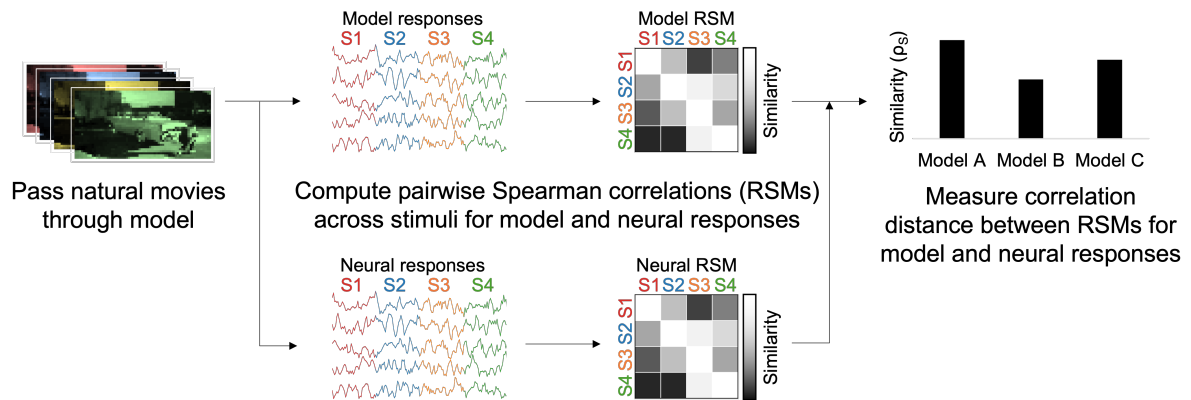 Model responses
S1 S2 S3 S4
Model RSM
S1 S2 S3 S4
S1
S2
S3
S4
Similarity
Similarity (ρS)
Model A Model B Model C
Pass natural movies
through model
Compute pairwise Spearman correlations (RSMs)
across stimuli for model and neural responses
Measure correlation
distance between RSMs for
model and neural responses
Neural responses
S1 S2 S3 S4
Neural RSM
S1 S2 S3 S4
S1
S2
S3
S4
Similarity